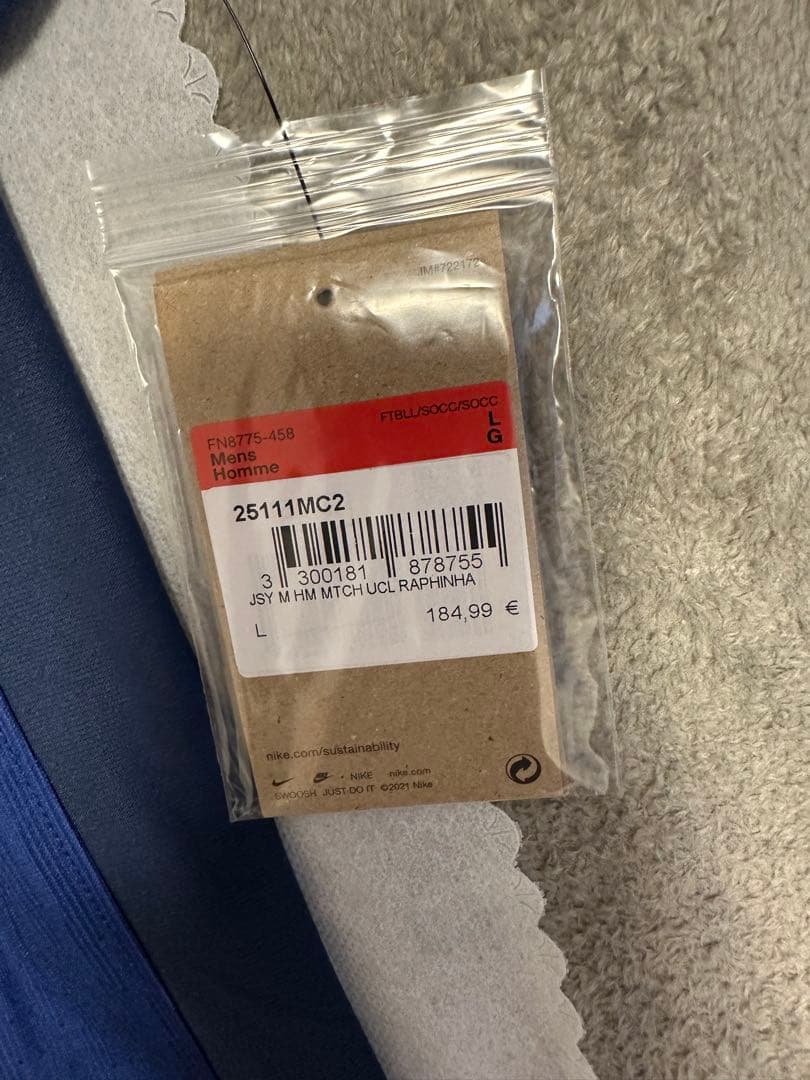 JM#722172
FN8775-458
FTBLL/SOCC/SOCC
Mens
L
Homme
G
25111MC2
3 300181 878755
JSY M HM MTCH UCL RAPHINHA
L
184,99 €
nike.com/sustainability
NIKE nike.com
SWOOSH JUST DO IT ©2021 Nike